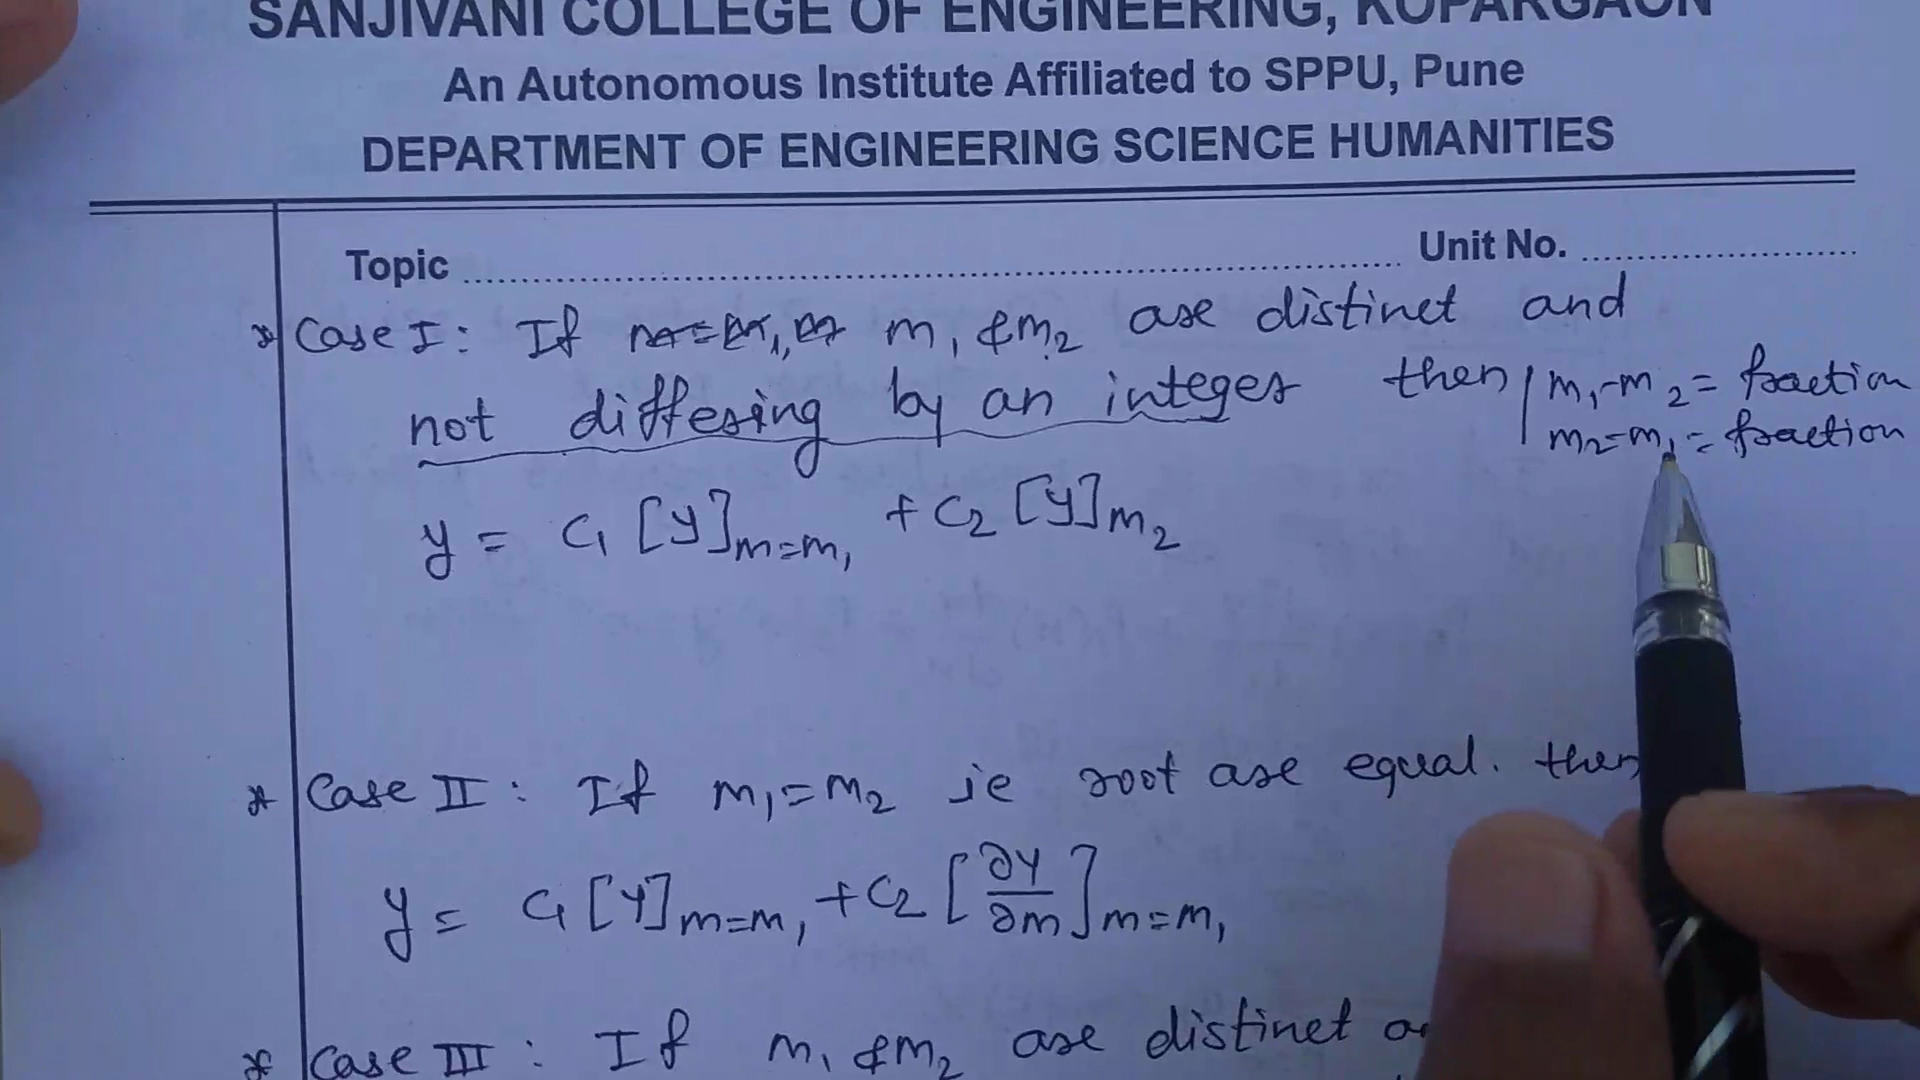 SANJIVANI COLLEGE OF ENGINEERING, KOPARGAON
An Autonomous Institute Affiliated to SPPU, Pune
DEPARTMENT OF ENGINEERING SCIENCE HUMANITIES
Topic ........................ Unit No. ................
* Case I : If m₁ & m₂ are distinct and
not differing by an integer then | m₁-m₂ = fraction
m₂=m₁ = fraction
y = C₁ [y]m=m₁ + C₂ [y]m₂
* Case II : If m₁=m₂ ie root are equal. then
y = C₁ [y]m=m₁ + C₂ [∂y/∂m]m=m₁
* Case III : If m₁ & m₂ are distinct